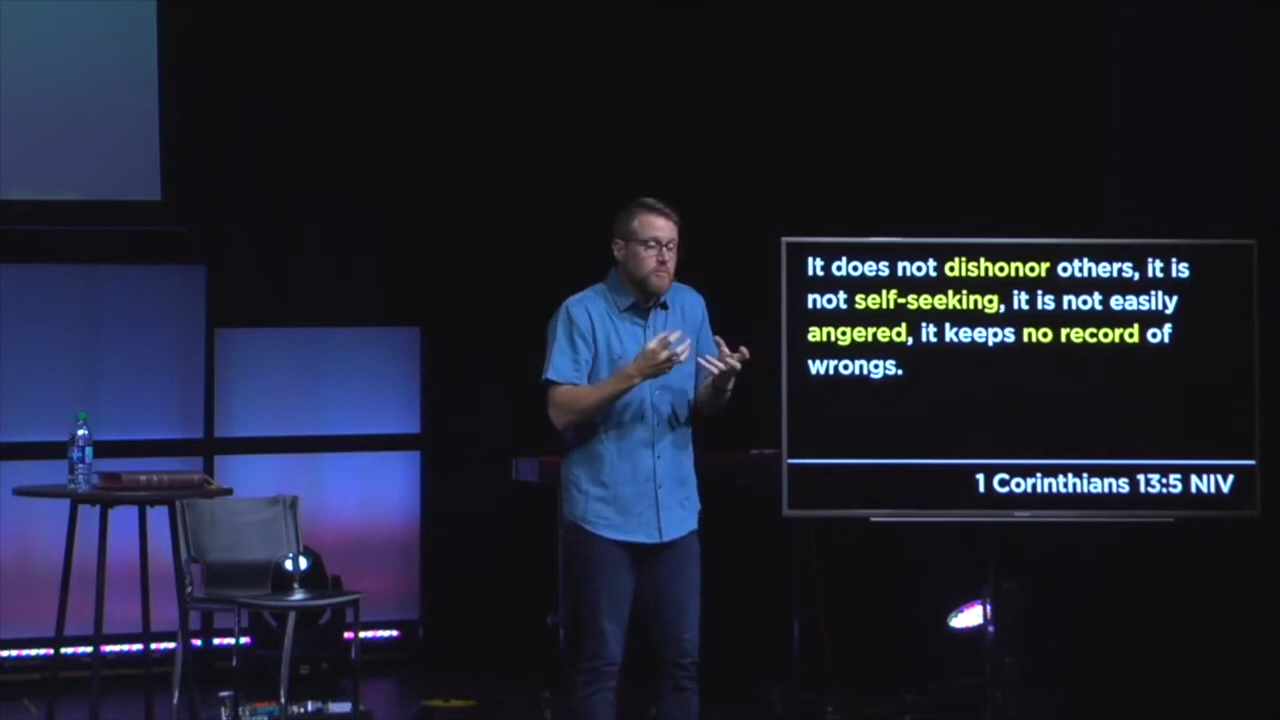 It does not dishonor others, it is
not self-seeking, it is not easily
angered, it keeps no record of
wrongs.
1 Corinthians 13:5 NIV